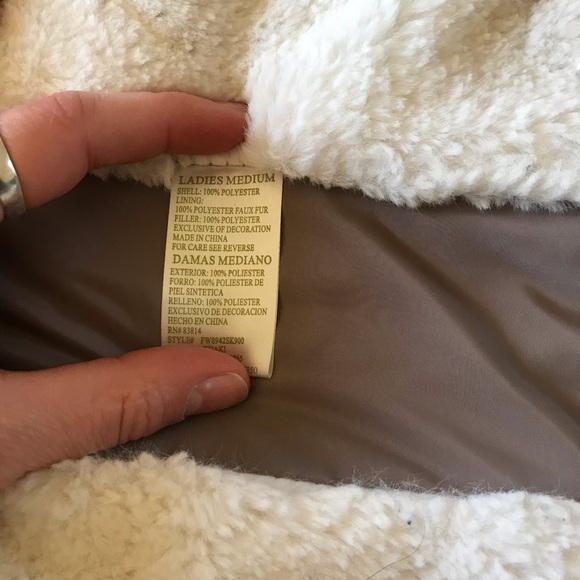 LADIES MEDIUM
SHELL: 100% POLYESTER
LINING:
100% POLYESTER FAUX FUR
FILLER: 100% POLYESTER
EXCLUSIVE OF DECORATION
MADE IN CHINA
FOR CARE SEE REVERSE
DAMAS MEDIANO
EXTERIOR: 100% POLIESTER
FORRO: 100% POLIESTER DE
PIEL SINTETICA
RELLENO: 100% POLIESTER
EXCLUSIVO DE DECORACION
HECHO EN CHINA
RN# 83814
STYLE# FW8942SK900